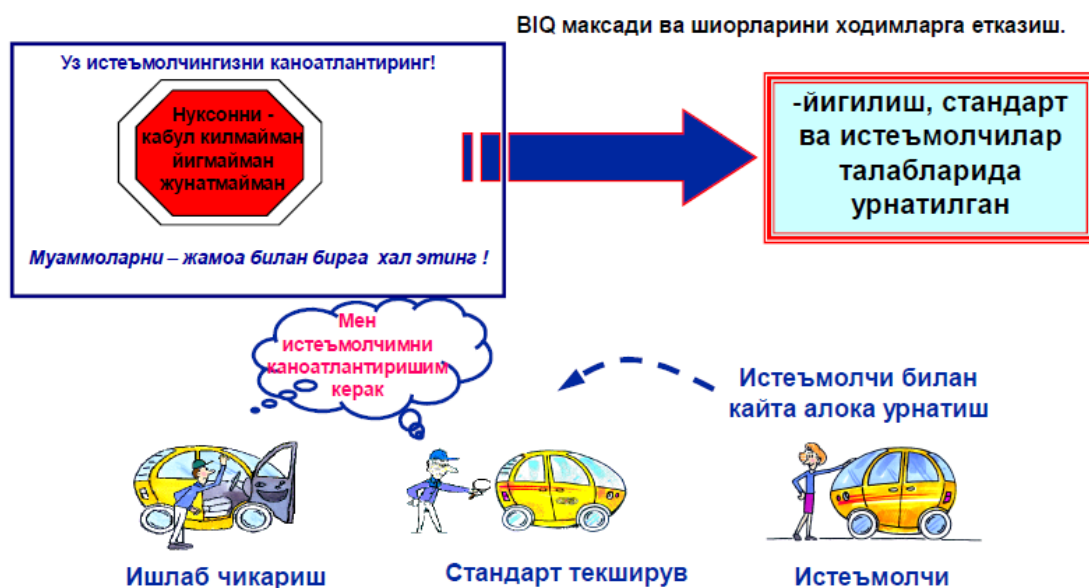 BIQ максади ва шиорларини ходимларга етказиш.
Уз истеъмолчингизни каноатлантиринг!
Нуксонни -
кабул килмайман
йигмайман
жунатмайман
Муаммоларни – жамоа билан бирга хал этинг !
-йигилиш, стандарт
ва истеъмолчилар
талабларида
урнатилган
Мен
истеъмолчимни
каноатлантиришим
керак
Истеъмолчи билан
кайта алока урнатиш
Ишлаб чикариш
Стандарт текширув
Истеъмолчи